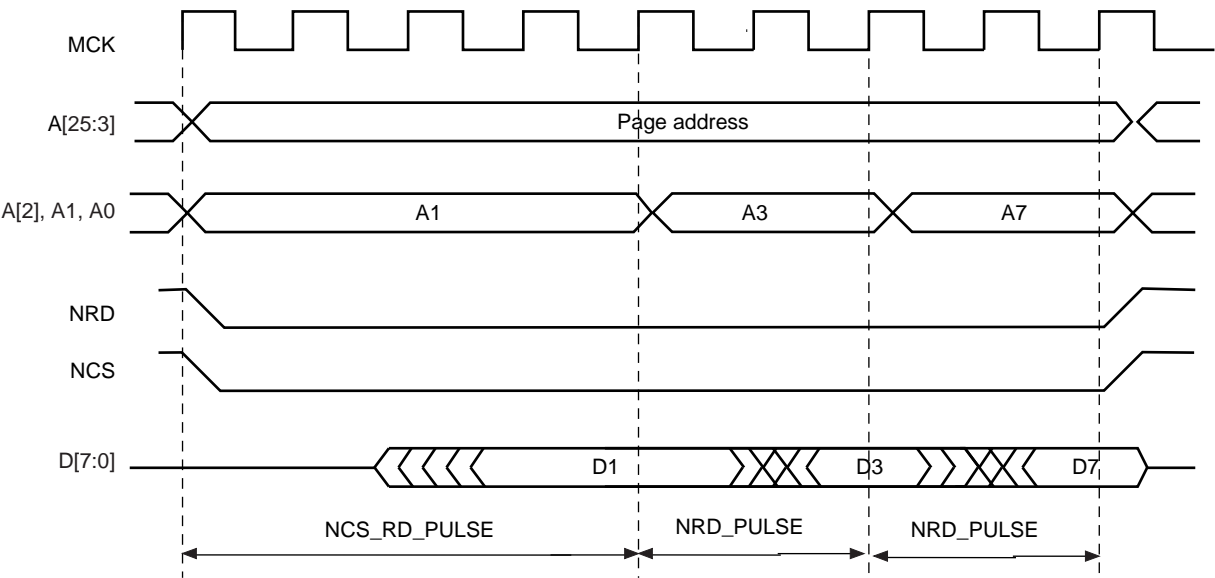 MCK
A[25:3]
Page address
A[2], A1, A0
A1
A3
A7
NRD
NCS
D[7:0]
D1
D3
D7
NCS_RD_PULSE
NRD_PULSE
NRD_PULSE